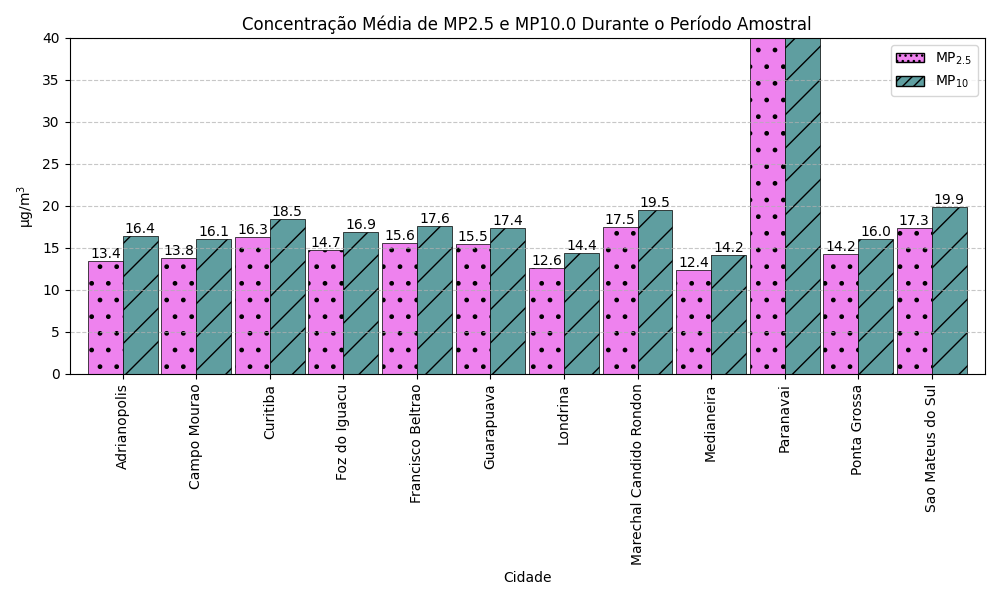 Concentração Média de MP2.5 e MP10.0 Durante o Período Amostral
µg/m³
40
35
30
25
20
15
10
5
0
MP2.5
MP10
13.4
16.4
13.8
16.1
16.3
18.5
14.7
16.9
15.6
17.6
15.5
17.4
12.6
14.4
17.5
19.5
12.4
14.2
14.2
16.0
17.3
19.9
Adrianopolis
Campo Mourao
Curitiba
Foz do Iguacu
Francisco Beltrao
Guarapuava
Londrina
Marechal Candido Rondon
Medianeira
Paranavai
Ponta Grossa
Sao Mateus do Sul
Cidade